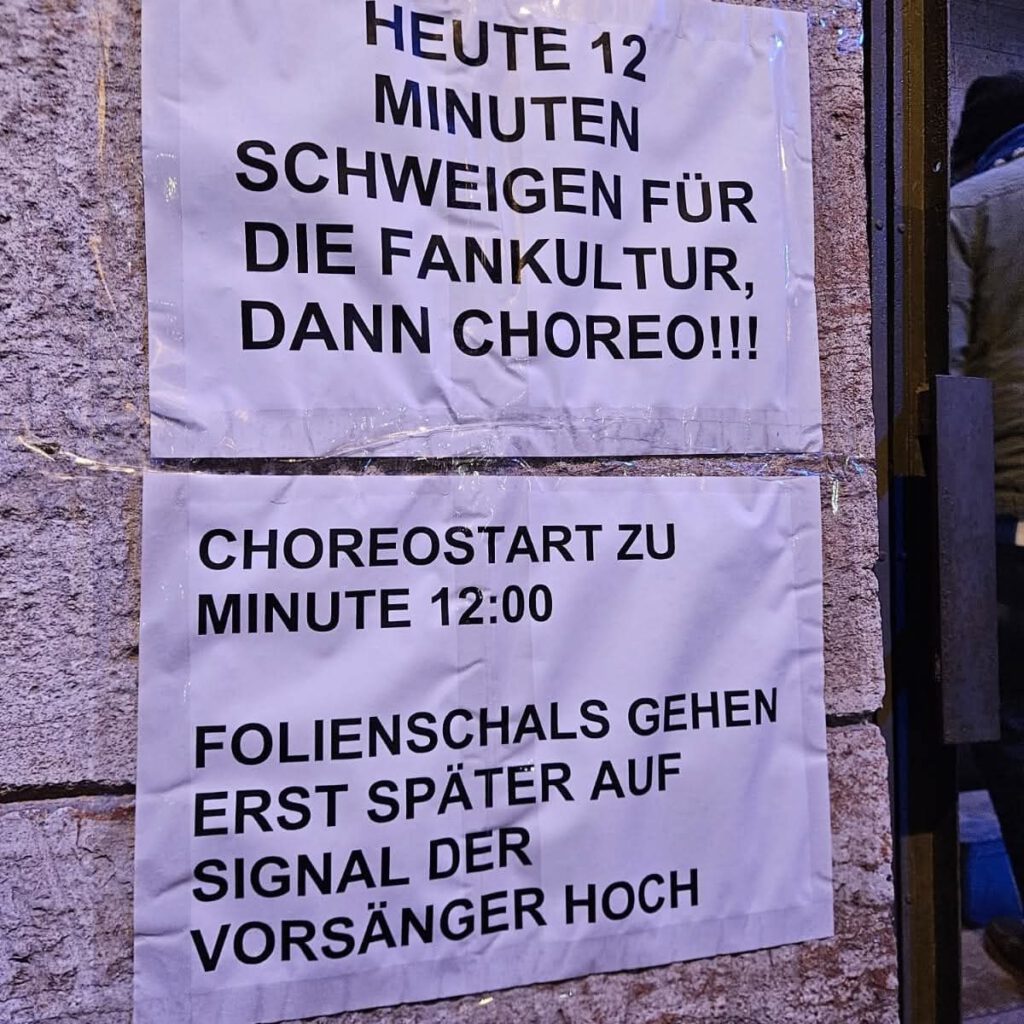 HEUTE 12
MINUTEN
SCHWEIGEN FÜR
DIE FANKULTUR,
DANN CHOREO!!!
CHOREOSTART ZU
MINUTE 12:00
FOLIENSCHALS GEHEN
ERST SPÄTER AUF
SIGNAL DER
VORSÄNGER HOCH